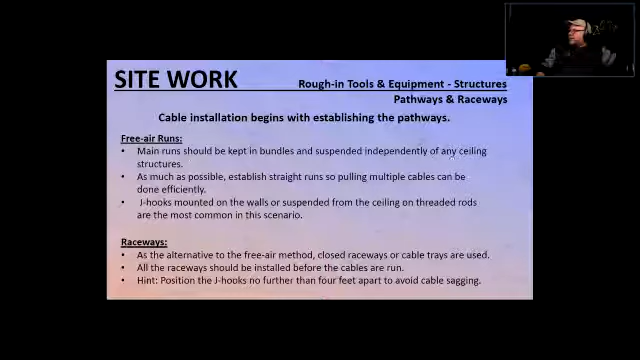 SITE WORK
Rough-in Tools & Equipment - Structures
Pathways & Raceways
Cable installation begins with establishing the pathways.
Free-air Runs:
• Main runs should be kept in bundles and suspended independently of any ceiling
structures.
• As much as possible, establish straight runs so pulling multiple cables can be
done efficiently.
• J-hooks mounted on the walls or suspended from the ceiling on threaded rods
are the most common in this scenario.
Raceways:
• As the alternative to the free-air method, closed raceways or cable trays are used.
• All the raceways should be installed before the cables are run.
• Hint: Position the J-hooks no further than four feet apart to avoid cable sagging.